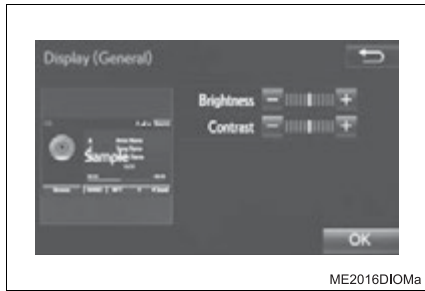 Display (General)
Brightness − +
Contrast − +
Sample
OK
ME2016DIOMa